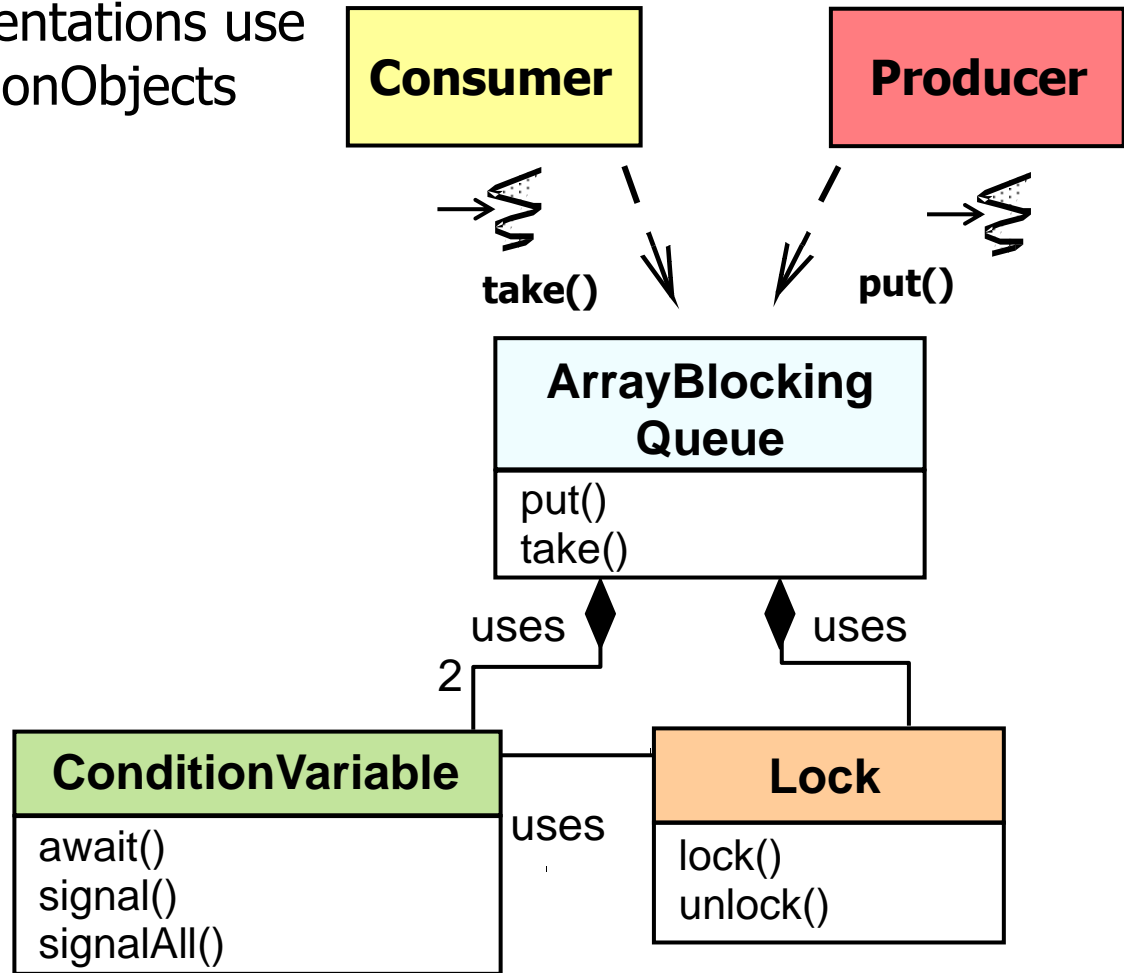 entations use
onObjects
Consumer
Producer
take()
put()
ArrayBlocking
Queue
put()
take()
uses
uses
2
ConditionVariable
await()
signal()
signalAll()
uses
Lock
lock()
unlock()